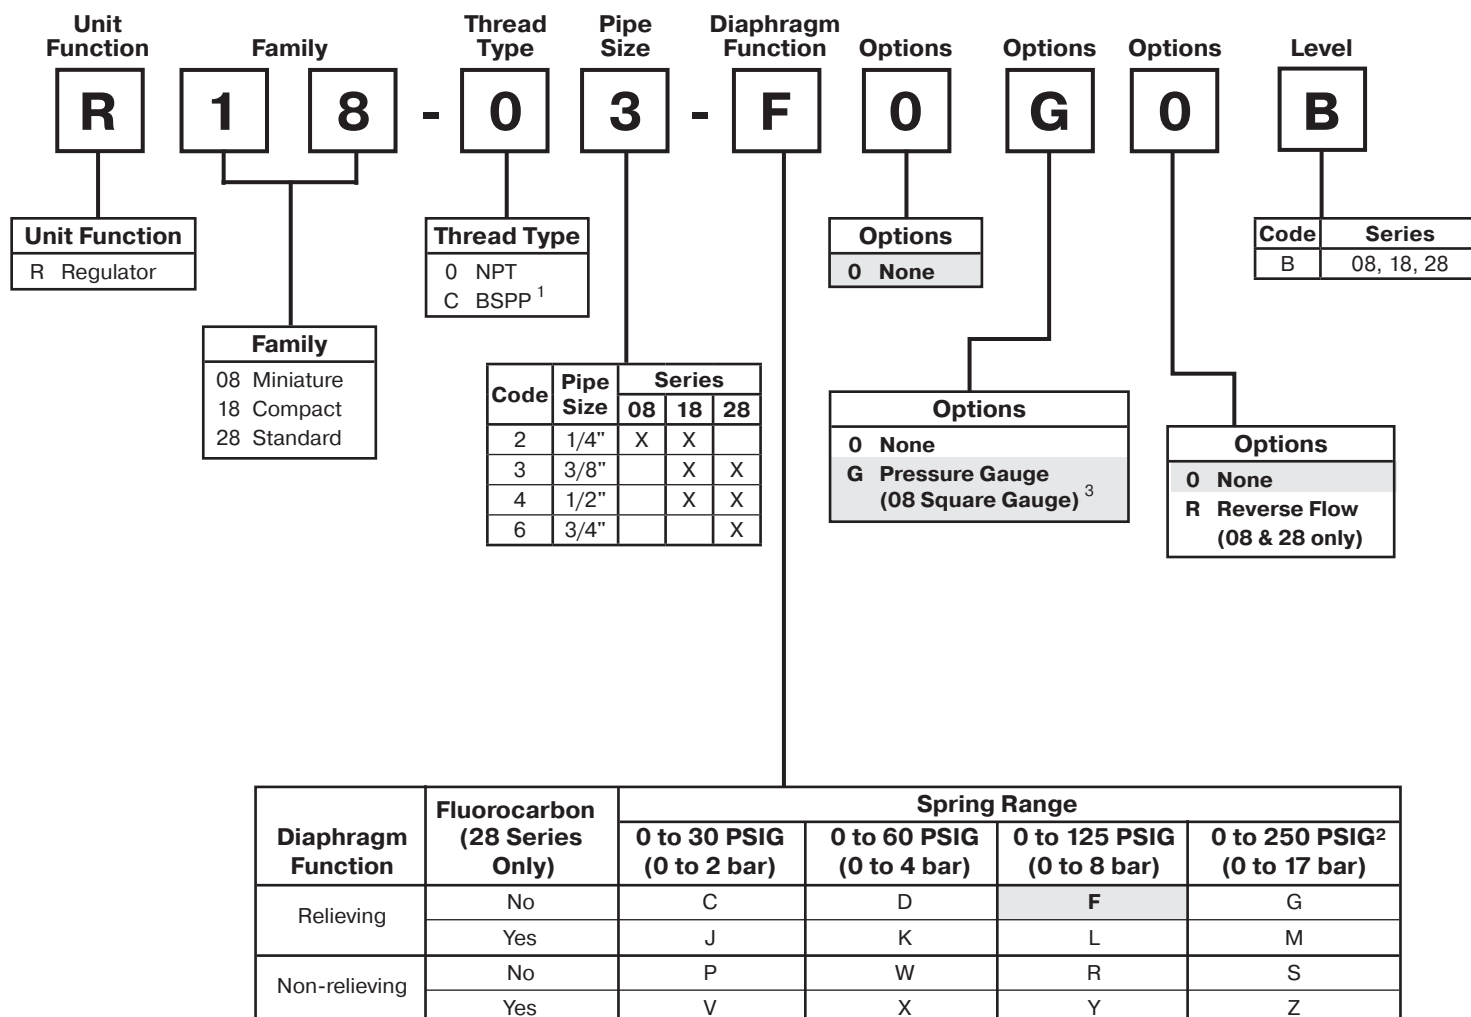 Unit Function Family Thread Type Pipe Size Diaphragm Function Options Options Options Level
R 1 8 - 0 3 - F 0 G 0 B
Unit Function
R Regulator
Family
08 Miniature
18 Compact
28 Standard
Thread Type
0 NPT
C BSPP 1
Code Pipe Size Series
08 18 28
2 1/4" X X
3 3/8" X X
4 1/2" X X
6 3/4" X
Options
0 None
Options
0 None
G Pressure Gauge
(08 Square Gauge) 3
Options
0 None
R Reverse Flow
(08 & 28 only)
Code Series
B 08, 18, 28
Diaphragm Function Fluorocarbon (28 Series Only) Spring Range
0 to 30 PSIG (0 to 2 bar) 0 to 60 PSIG (0 to 4 bar) 0 to 125 PSIG (0 to 8 bar) 0 to 250 PSIG2 (0 to 17 bar)
Relieving No C D F G
Yes J K L M
Non-relieving No P W R S
Yes V X Y Z